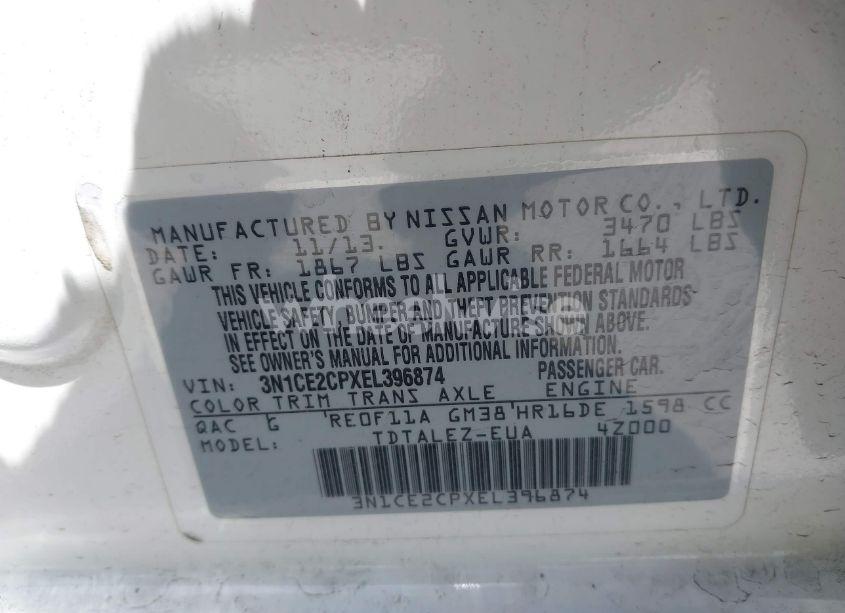 MANUFACTURED BY NISSAN MOTOR CO., LTD.
DATE: 11/13. GVWR: 3470 LBS
GAWR FR: 1867 LBS GAWR RR: 1664 LBS
THIS VEHICLE CONFORMS TO ALL APPLICABLE FEDERAL MOTOR
VEHICLE SAFETY, BUMPER AND THEFT PREVENTION STANDARDS
IN EFFECT ON THE DATE OF MANUFACTURE SHOWN ABOVE.
SEE OWNER'S MANUAL FOR ADDITIONAL INFORMATION.
VIN: 3N1CE2CPXEL396874 PASSENGER CAR.
COLOR TRIM TRANS AXLE ENGINE
QAC G 'RE0F11A GM38'HR16DE 1598 CC
MODEL: TDTALEZ-EUA 4Z000
3N1CE2CPXEL396874